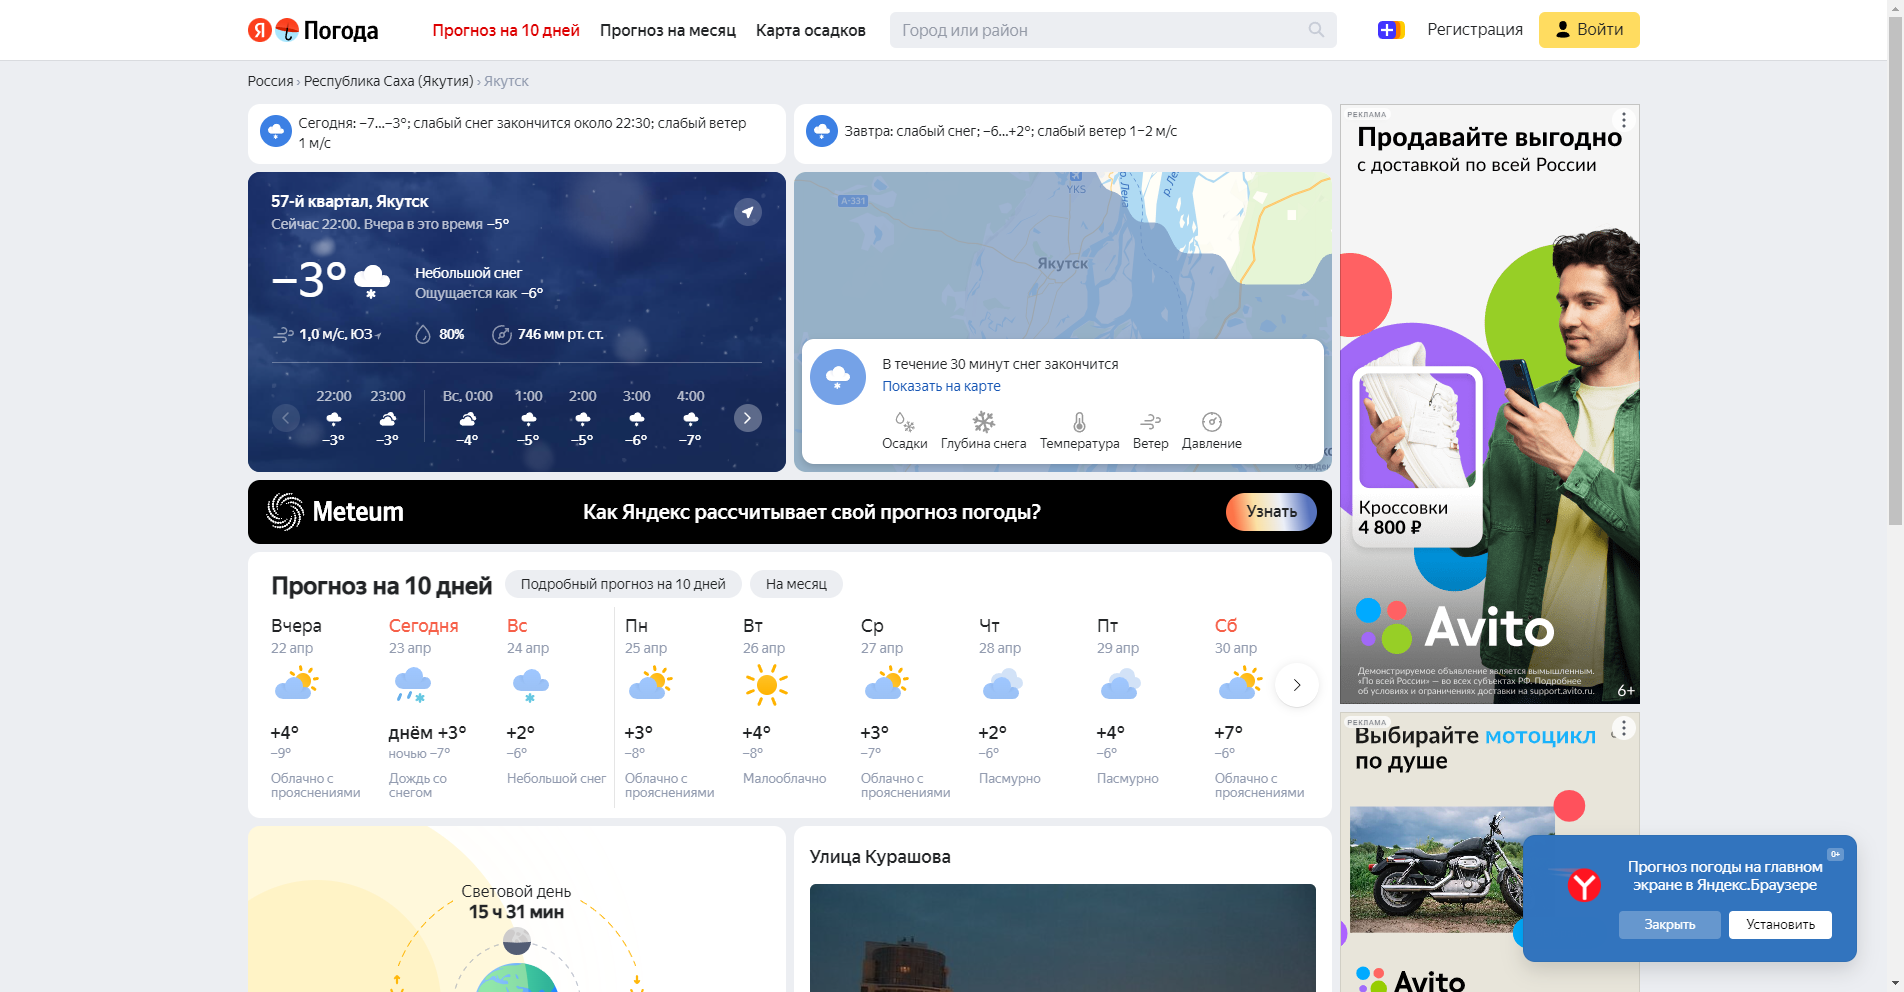 Я Погода
Прогноз на 10 дней
Прогноз на месяц
Карта осадков
Город или район
Регистрация
Войти
Россия › Республика Саха (Якутия) › Якутск
Сегодня: −7…−3°; слабый снег закончится около 22:30; слабый ветер
1 м/с
Завтра: слабый снег; −6…+2°; слабый ветер 1−2 м/с
57-й квартал, Якутск
Сейчас 22:00. Вчера в это время −5°
−3°
Небольшой снег
Ощущается как −6°
1,0 м/с, ЮЗ
80%
746 мм рт. ст.
22:00 23:00 Вс, 0:00 1:00 2:00 3:00 4:00
−3° −3° −4° −5° −5° −6° −7°
YKS
А-331
р. Лена
р. Ле
Якутск
В течение 30 минут снег закончится
Показать на карте
Осадки Глубина снега Температура Ветер Давление
Meteum
Как Яндекс рассчитывает свой прогноз погоды?
Узнать
Прогноз на 10 дней
Подробный прогноз на 10 дней
На месяц
Вчера Сегодня Вс Пн Вт Ср Чт Пт Сб
22 апр 23 апр 24 апр 25 апр 26 апр 27 апр 28 апр 29 апр 30 апр
+4° днём +3° +2° +3° +4° +3° +2° +4° +7°
−9° ночью −7° −6° −8° −8° −7° −6° −6° −6°
Облачно с Дождь со Небольшой снег Облачно с Малооблачно Облачно с Пасмурно Пасмурно Облачно с
прояснениями снегом прояснениями прояснениями прояснениями
Световой день
15 ч 31 мин
Улица Курашова
РЕКЛАМА
Продавайте выгодно
с доставкой по всей России
Кроссовки
4 800 ₽
Avito
Демонстрируемое объявление является вымышленным.
«По всей России» — во всех субъектах РФ. Подробнее
об условиях и ограничениях доставки на support.avito.ru.
6+
РЕКЛАМА
Выбирайте мотоцикл
по душе
Avito
0+
Прогноз погоды на главном
экране в Яндекс.Браузере
Закрыть
Установить